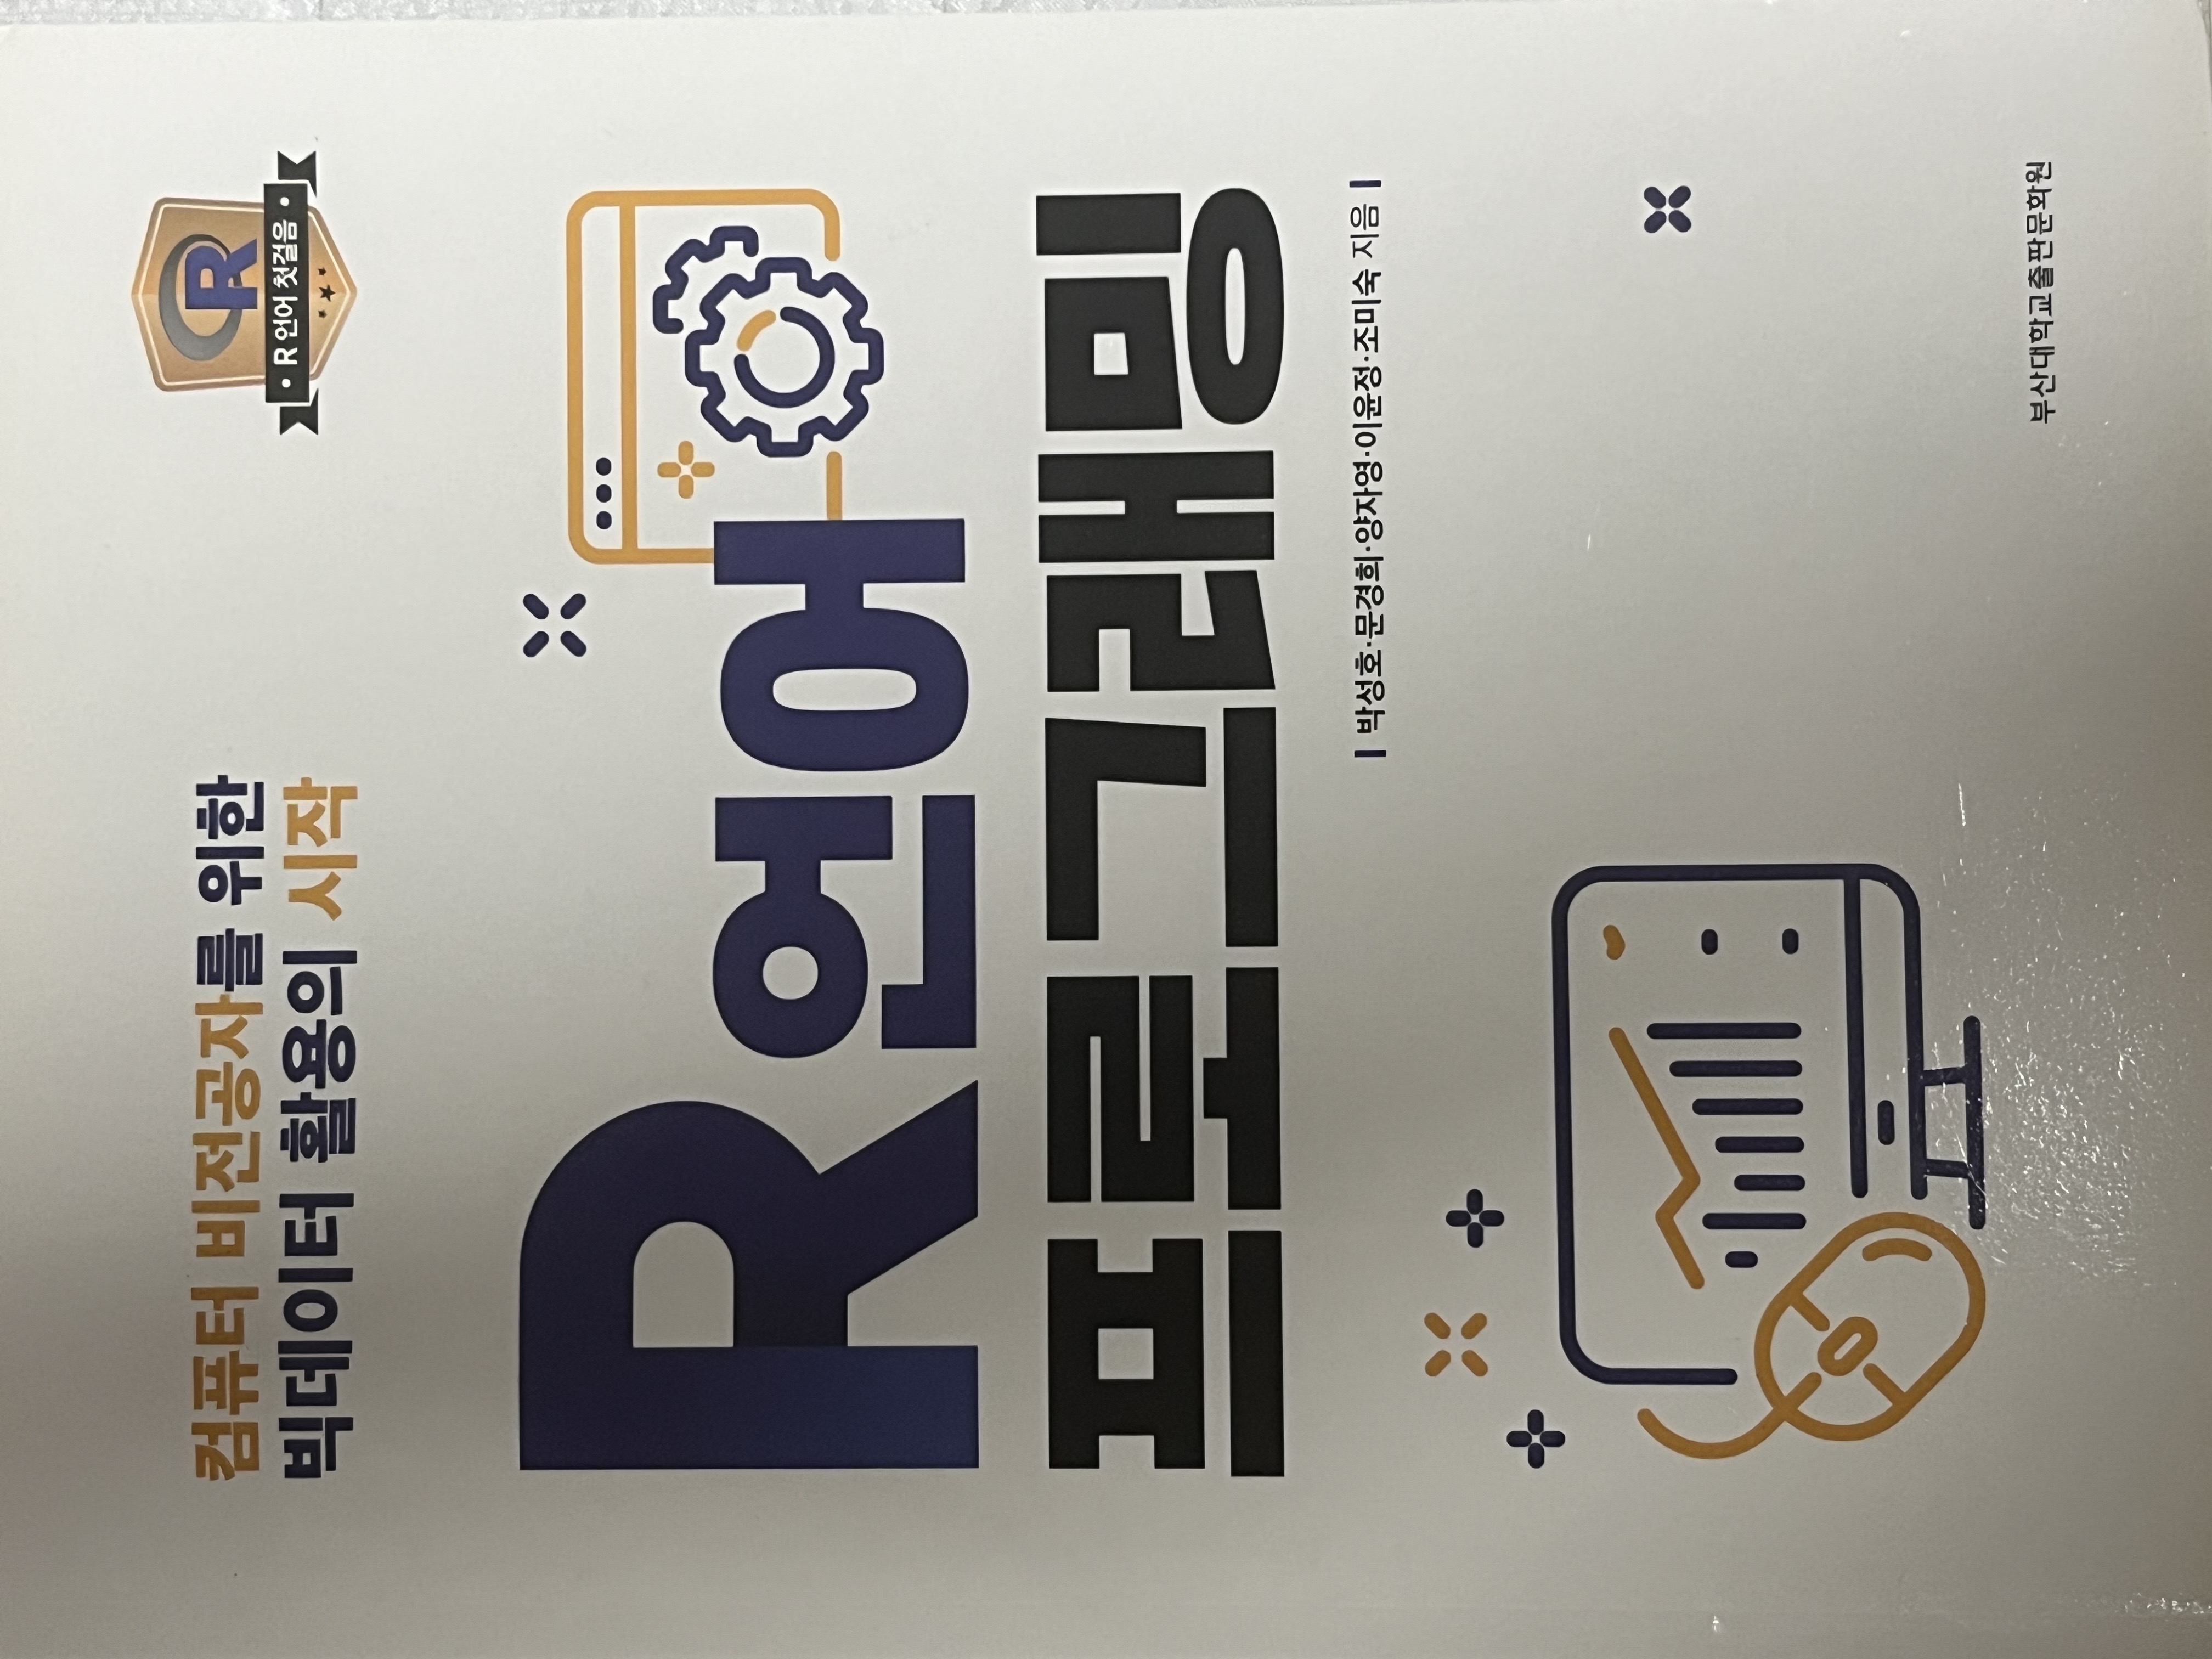 컴퓨터 비전공자를 위한
빅데이터 활용의 시작
R
• R 언어 첫걸음 •
R 언어
프로그래밍
박성호·문경희·양자영·이윤정·조미숙 지음
부산대학교출판문화원